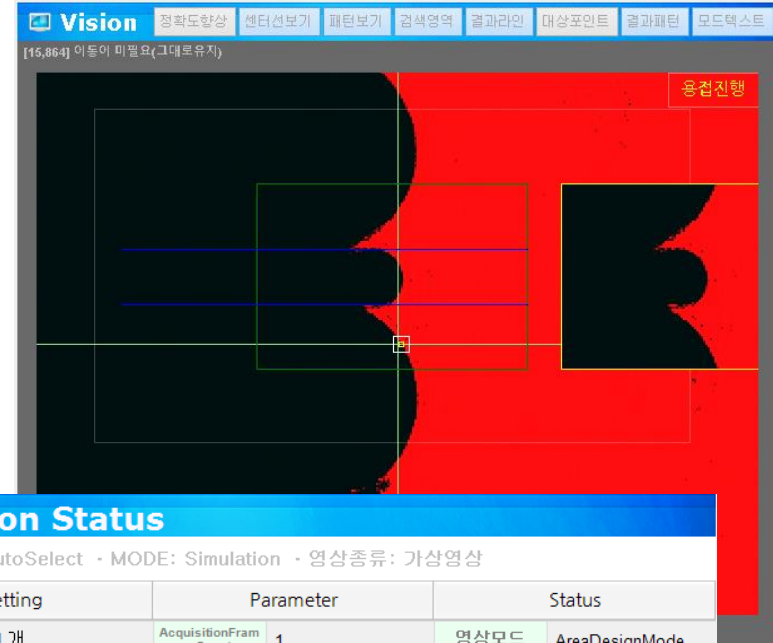 Vision 정확도향상 센터선보기 패턴보기 검색영역 결과라인 대상포인트 결과패턴 모드텍스트
[15,864] 이동이 미필요(그대로유지)
용접진행
on Status
utoSelect · MODE: Simulation · 영상종류: 가상영상
etting Parameter Status
개 AcquisitionFram 1 영상모드 AreaDesignMode